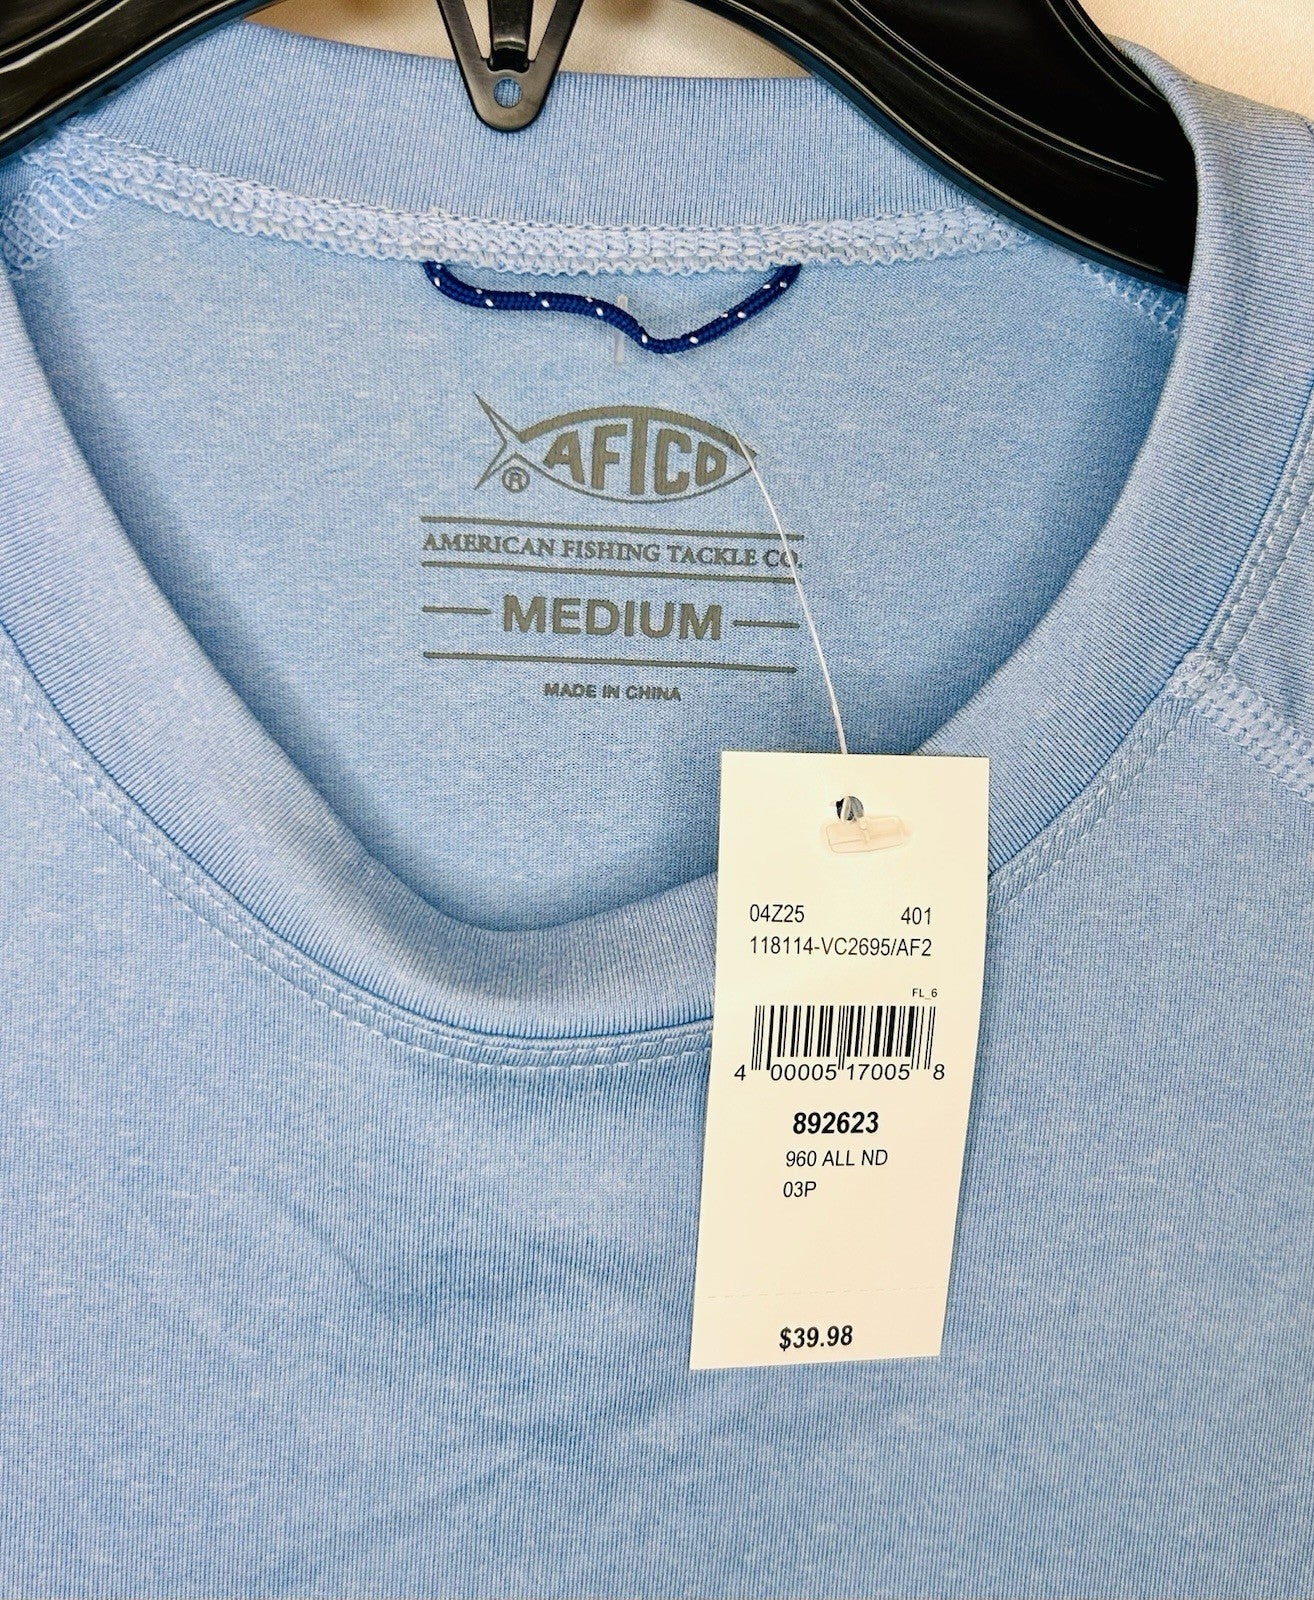 AFTCO
®
AMERICAN FISHING TACKLE CO.
MEDIUM
MADE IN CHINA
04Z25 401
118114-VC2695/AF2
FL_6
4 00005 17005 8
892623
960 ALL ND
03P
$39.98